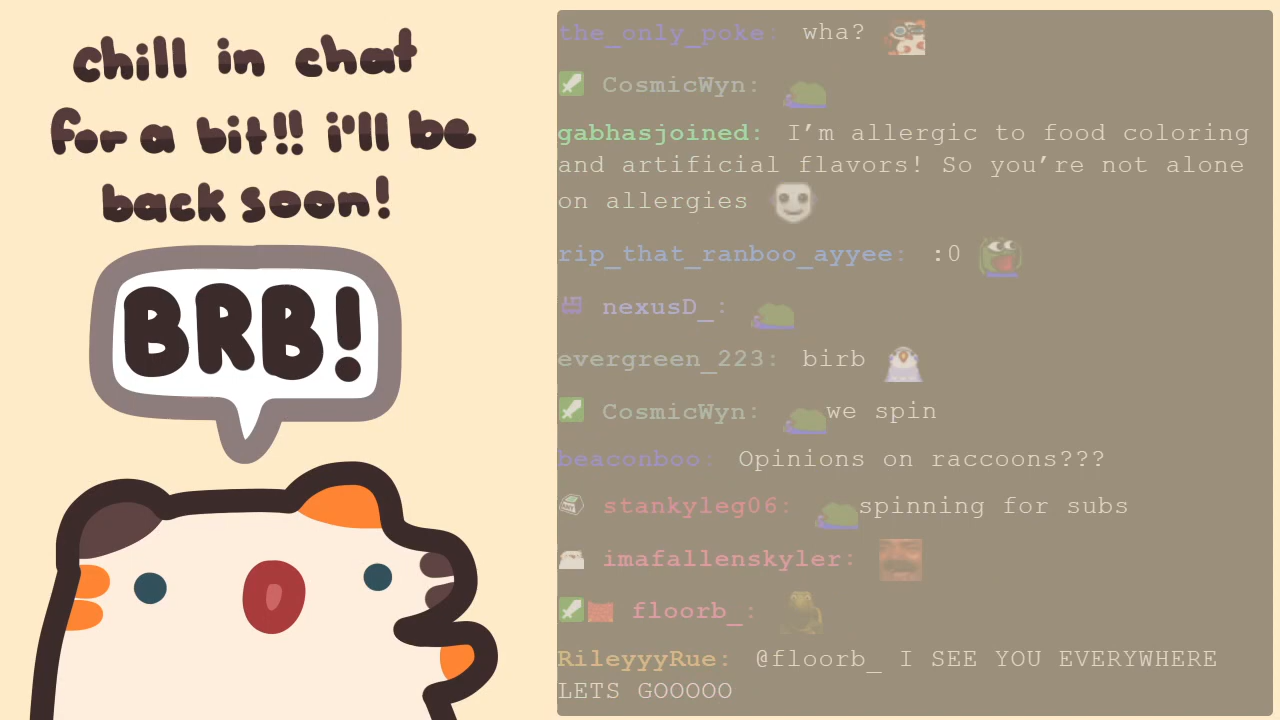 chill in chat
for a bit!! i'll be
back soon!
BRB!
the_only_poke: wha?
CosmicWyn:
gabhasjoined: I’m allergic to food coloring
and artificial flavors! So you’re not alone
on allergies
rip_that_ranboo_ayyee: :0
nexusD_:
evergreen_223: birb
CosmicWyn: we spin
beaconboo: Opinions on raccoons???
stankyleg06: spinning for subs
imafallenskyler:
floorb_:
RileyyyRue: @floorb_ I SEE YOU EVERYWHERE
LETS GOOOOO